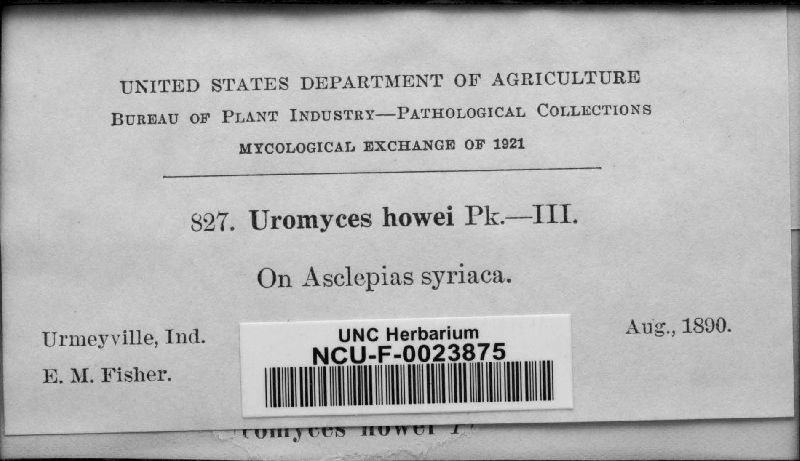 UNITED STATES DEPARTMENT OF AGRICULTURE
BUREAU OF PLANT INDUSTRY—PATHOLOGICAL COLLECTIONS
MYCOLOGICAL EXCHANGE OF 1921
827. Uromyces howei Pk.—III.
On Asclepias syriaca.
Urmeyville, Ind.
Aug., 1890.
E. M. Fisher.
UNC Herbarium
NCU-F-0023875